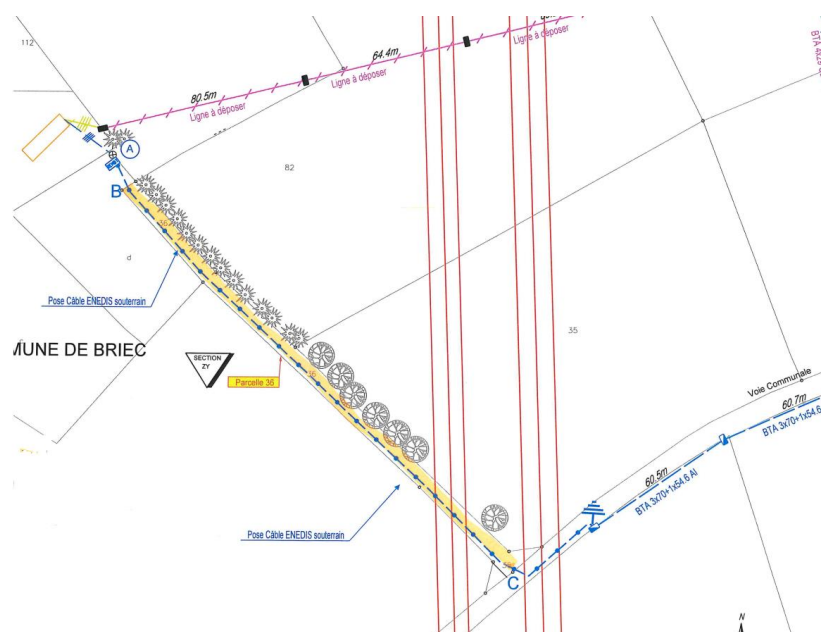 64.4m
Ligne à déposer
112
80.5m
Ligne à déposer
Ligne à déposer
A
82
B
d
Pose Câble ENEDIS souterrain
35
MUNE DE BRIEC
SECTION
ZY
Parcelle 36
Voie Communale
60.7m
BTA 3x70+1x54.6
60.5m
BTA 3x70+1x54.6 Al
Pose Câble ENEDIS souterrain
C
N